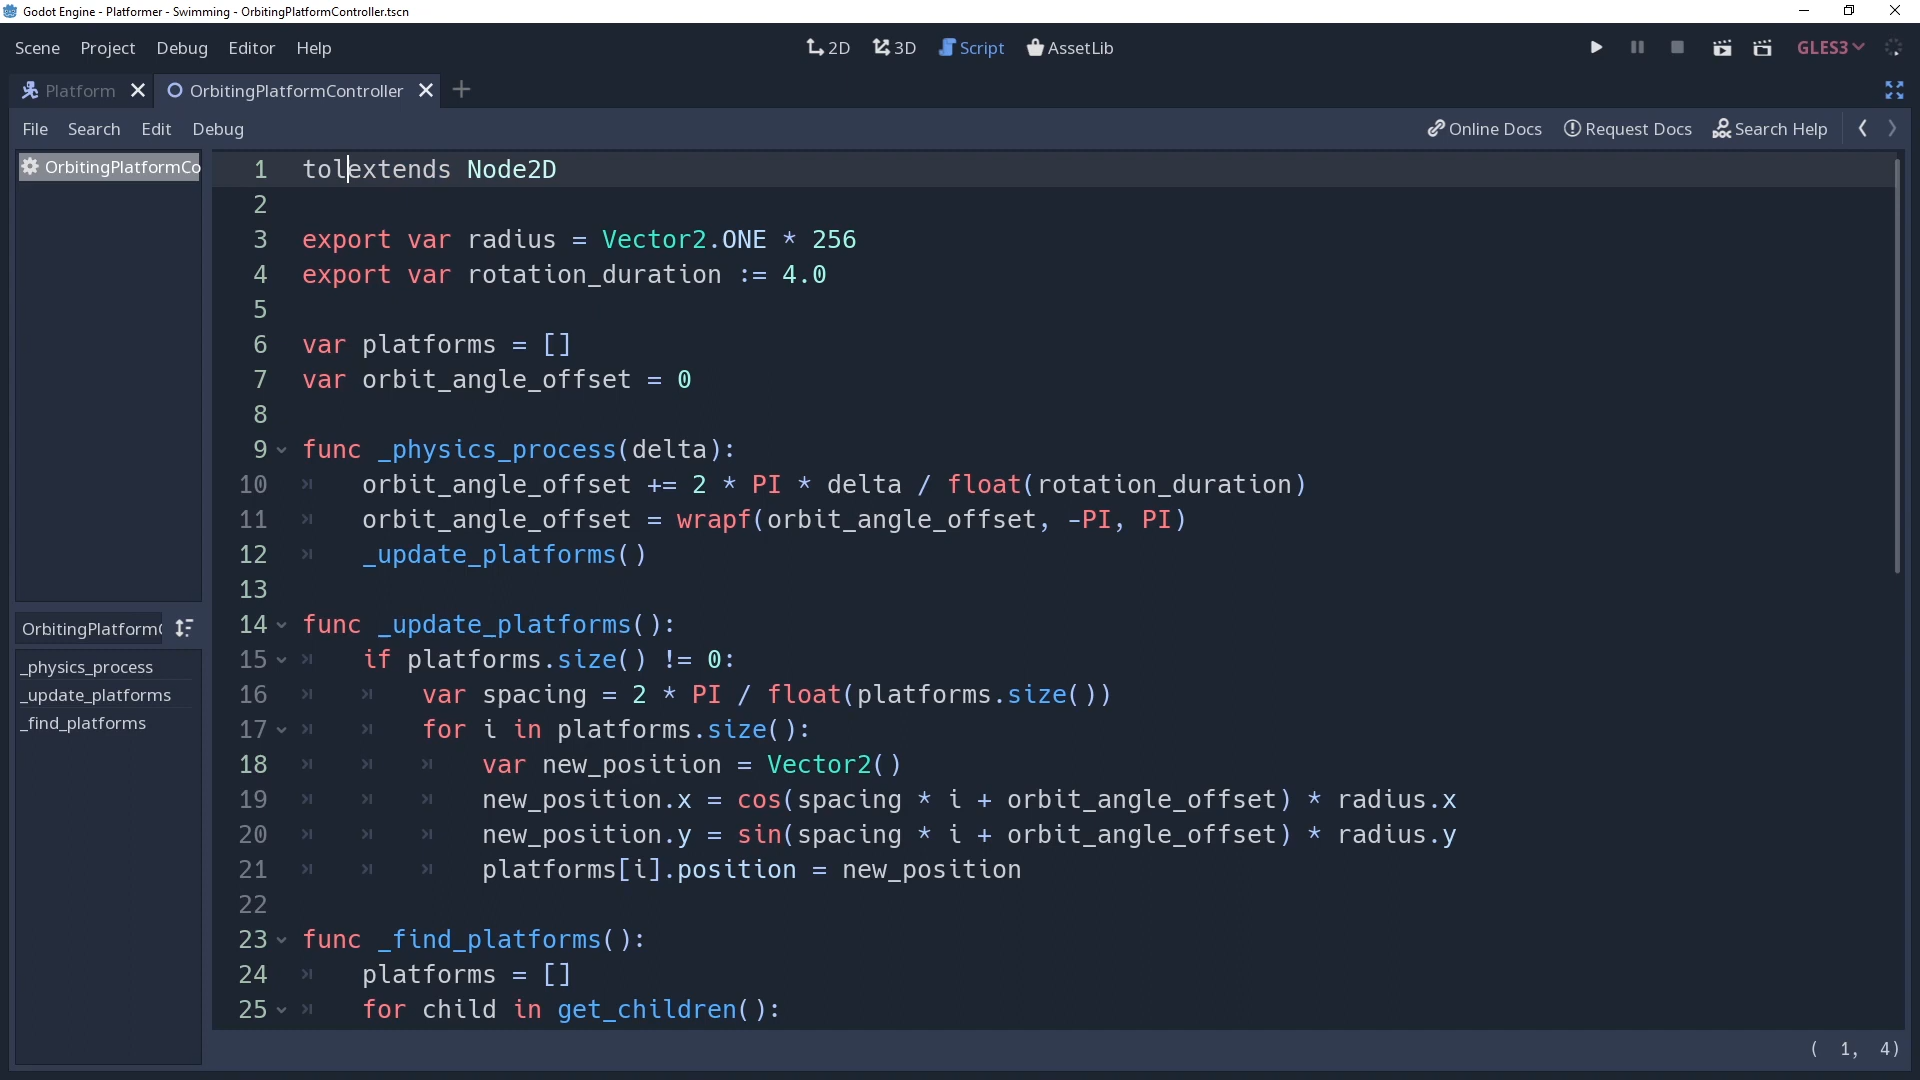 Godot Engine - Platformer - Swimming - OrbitingPlatformController.tscn
Scene Project Debug Editor Help
2D 3D Script AssetLib
GLES3
Platform OrbitingPlatformController
File Search Edit Debug
Online Docs Request Docs Search Help
OrbitingPlatformCo
1 tolextends Node2D
2
3 export var radius = Vector2.ONE * 256
4 export var rotation_duration := 4.0
5
6 var platforms = []
7 var orbit_angle_offset = 0
8
9 func _physics_process(delta):
10 orbit_angle_offset += 2 * PI * delta / float(rotation_duration)
11 orbit_angle_offset = wrapf(orbit_angle_offset, -PI, PI)
12 _update_platforms()
13
14 func _update_platforms():
15 if platforms.size() != 0:
16 var spacing = 2 * PI / float(platforms.size())
17 for i in platforms.size():
18 var new_position = Vector2()
19 new_position.x = cos(spacing * i + orbit_angle_offset) * radius.x
20 new_position.y = sin(spacing * i + orbit_angle_offset) * radius.y
21 platforms[i].position = new_position
22
23 func _find_platforms():
24 platforms = []
25 for child in get_children():
OrbitingPlatform
_physics_process
_update_platforms
_find_platforms
( 1, 4)